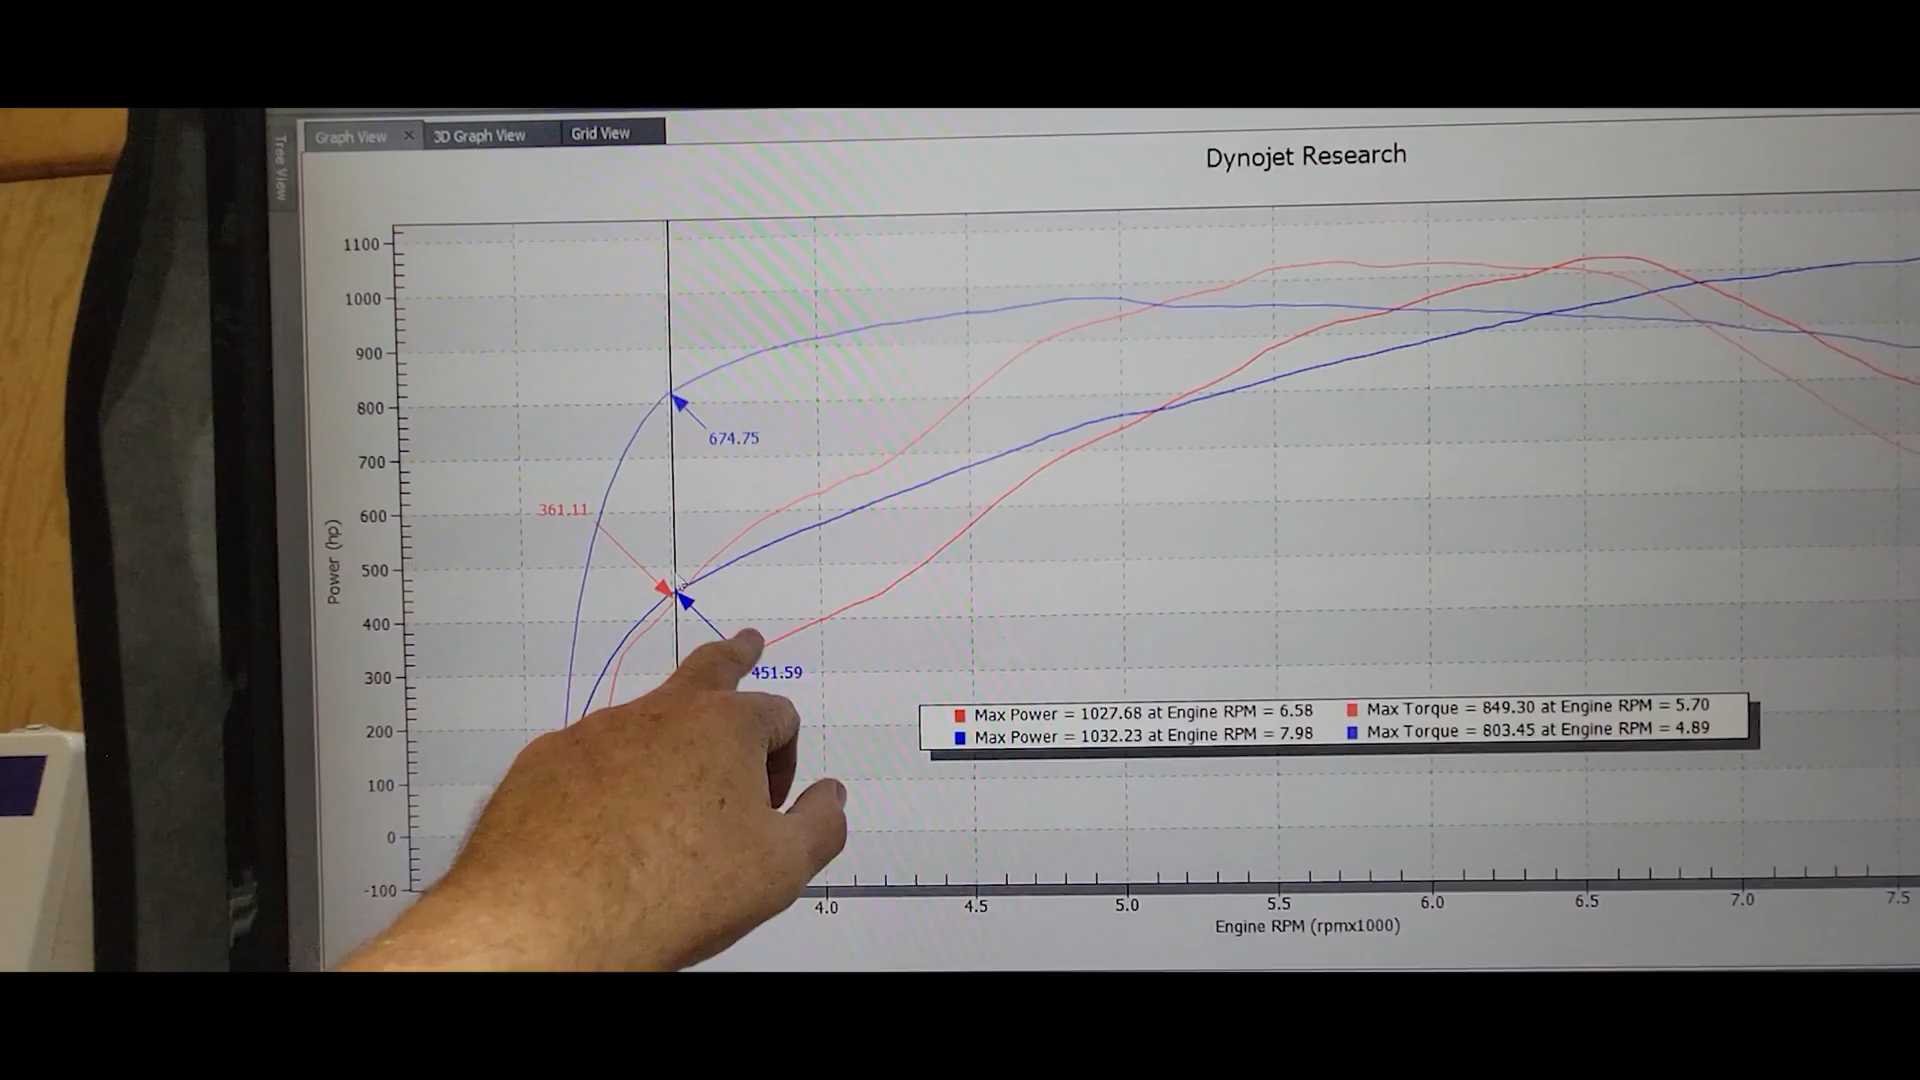 Graph View × 3D Graph View Grid View
Tree View
Dynojet Research
1100
1000
900
800
700
600
500
400
300
200
100
0
-100
Power (hp)
674.75
361.11
451.59
Max Power = 1027.68 at Engine RPM = 6.58 Max Torque = 849.30 at Engine RPM = 5.70
Max Power = 1032.23 at Engine RPM = 7.98 Max Torque = 803.45 at Engine RPM = 4.89
4.0 4.5 5.0 5.5 6.0 6.5 7.0 7.5
Engine RPM (rpmx1000)